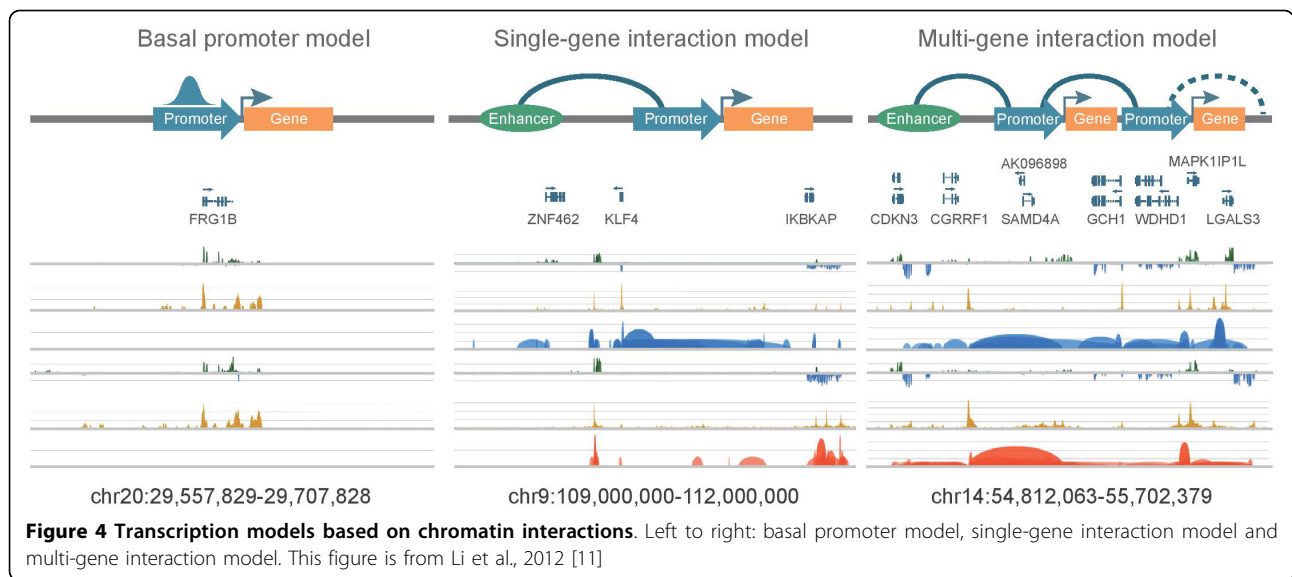 Basal promoter model
Single-gene interaction model
Multi-gene interaction model
Promoter
Gene
Enhancer
Promoter
Gene
Enhancer
Promoter
Gene
Promoter
Gene
FRG1B
ZNF462
KLF4
IKBKAP
AK096898
MAPK1IP1L
CDKN3
CGRRF1
SAMD4A
GCH1
WDHD1
LGALS3
chr20:29,557,829-29,707,828
chr9:109,000,000-112,000,000
chr14:54,812,063-55,702,379
Figure 4 Transcription models based on chromatin interactions. Left to right: basal promoter model, single-gene interaction model and
multi-gene interaction model. This figure is from Li et al., 2012 [11]